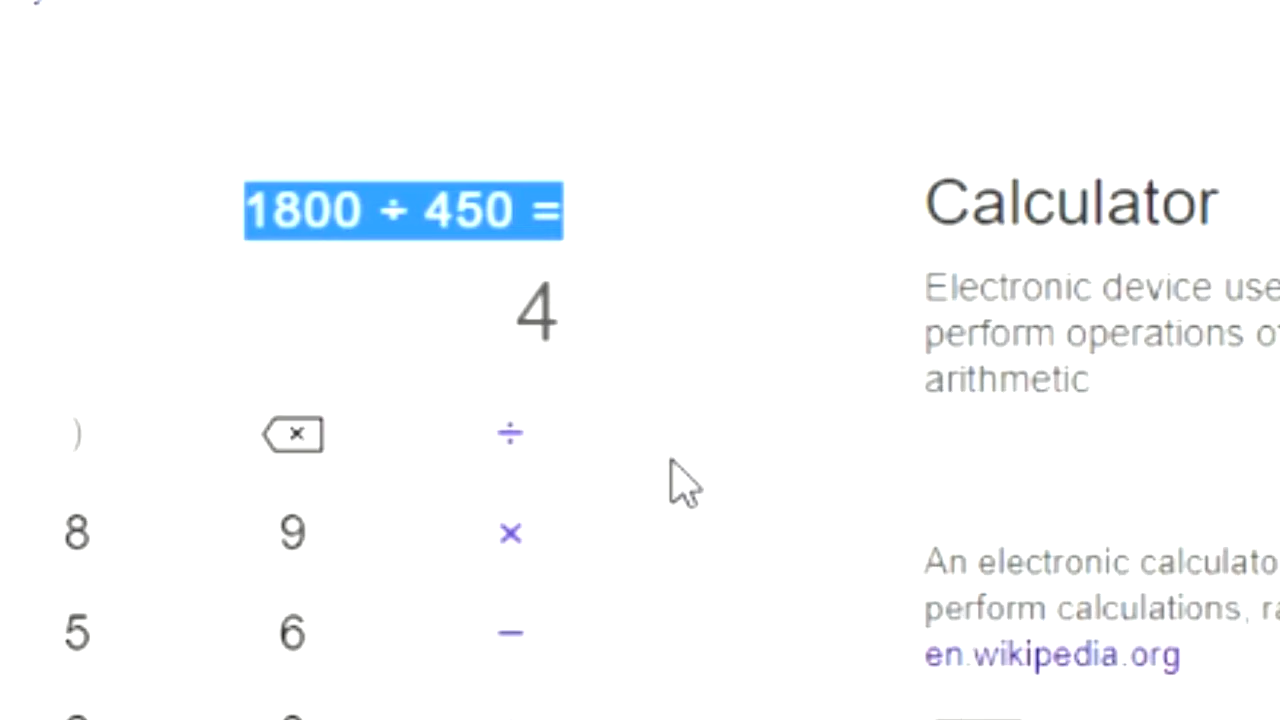 1800 ÷ 450 =
4
) ÷
8 9 ×
5 6 −
Calculator
Electronic device use
perform operations o
arithmetic
An electronic calculato
perform calculations, ra
en.wikipedia.org